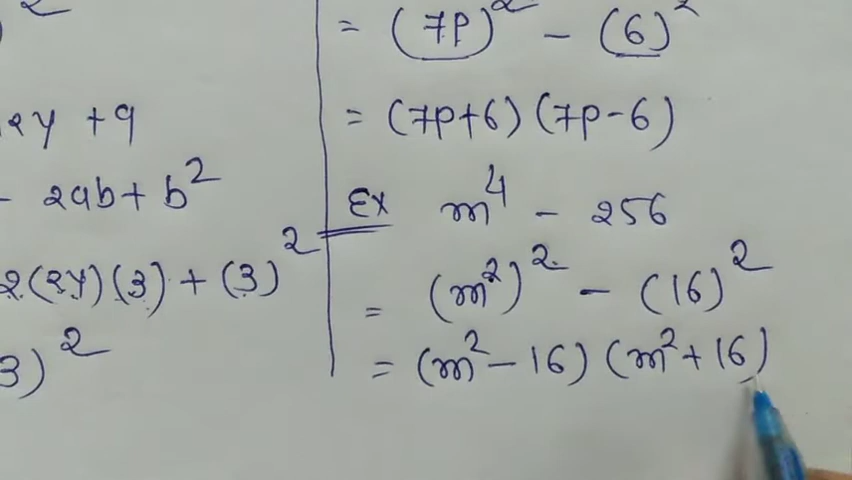 2
2y + 9
- 2ab + b²
2(2y)(3) + (3)²
3)²
= (7p)² - (6)²
= (7p+6) (7p-6)
Ex m⁴ - 256
= (m²)² - (16)²
= (m² - 16) (m² + 16)